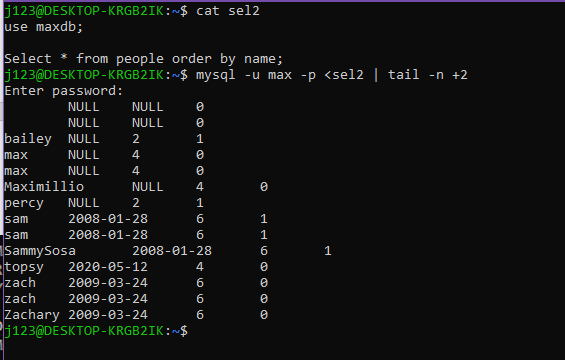 j123@DESKTOP-KRGB2IK:~$ cat sel2
use maxdb;

Select * from people order by name;
j123@DESKTOP-KRGB2IK:~$ mysql -u max -p <sel2 | tail -n +2
Enter password:
        NULL    NULL    0
        NULL    NULL    0
bailey  NULL    2       1
max     NULL    4       0
max     NULL    4       0
Maximillio      NULL    4       0
percy   NULL    2       1
sam     2008-01-28      6       1
sam     2008-01-28      6       1
SammySosa       2008-01-28      6       1
topsy   2020-05-12      4       0
zach    2009-03-24      6       0
zach    2009-03-24      6       0
Zachary 2009-03-24      6       0
j123@DESKTOP-KRGB2IK:~$